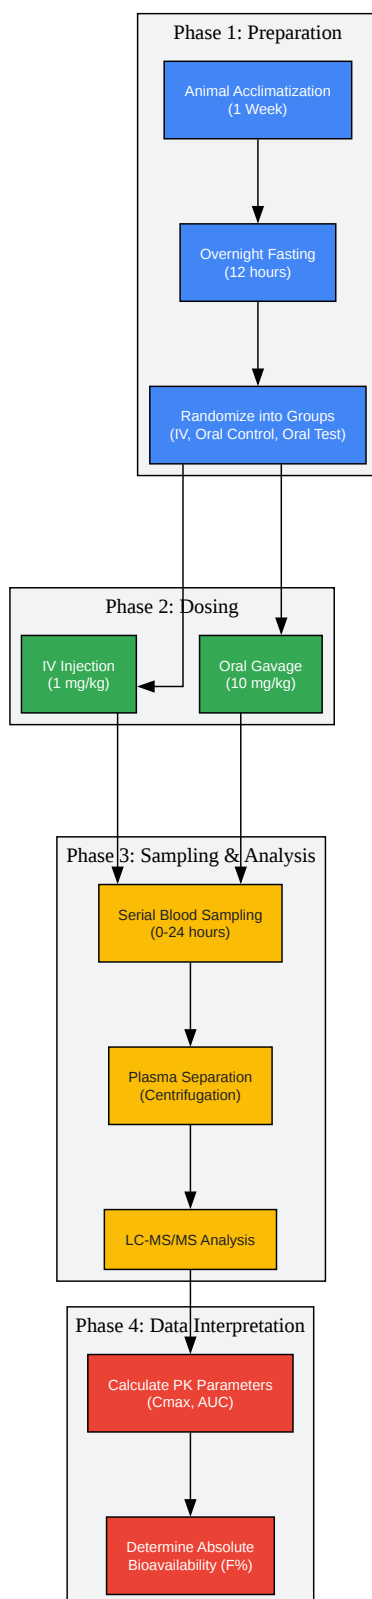 Phase 1: Preparation
Animal Acclimatization
(1 Week)
Overnight Fasting
(12 hours)
Randomize into Groups
(IV, Oral Control, Oral Test)
Phase 2: Dosing
IV Injection
(1 mg/kg)
Oral Gavage
(10 mg/kg)
Phase 3: Sampling & Analysis
Serial Blood Sampling
(0-24 hours)
Plasma Separation
(Centrifugation)
LC-MS/MS Analysis
Phase 4: Data Interpretation
Calculate PK Parameters
(Cmax, AUC)
Determine Absolute
Bioavailability (F%)